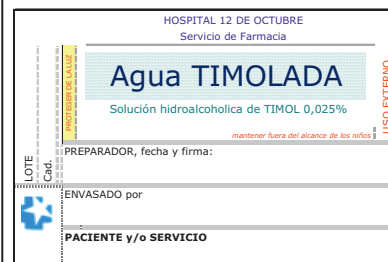 HOSPITAL 12 DE OCTUBRE
Servicio de Farmacia
PROTEGER DE LA LUZ
Agua TIMOLADA
Solución hidroalcoholica de TIMOL 0,025%
mantener fuera del alcance de los niños
USO EXTERNO
LOTE
Cad.
PREPARADOR, fecha y firma:
ENVASADO por
PACIENTE y/o SERVICIO